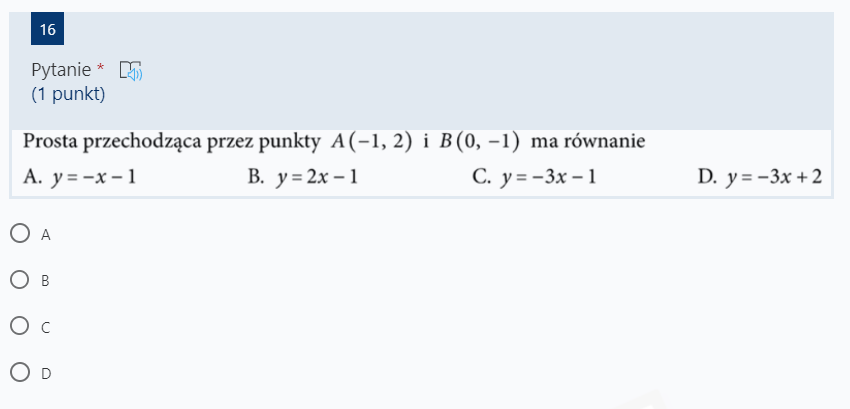 16
Pytanie *
(1 punkt)
Prosta przechodząca przez punkty A(−1, 2) i B(0, −1) ma równanie
A. y = −x − 1 B. y = 2x − 1 C. y = −3x − 1 D. y = −3x + 2
A
B
C
D